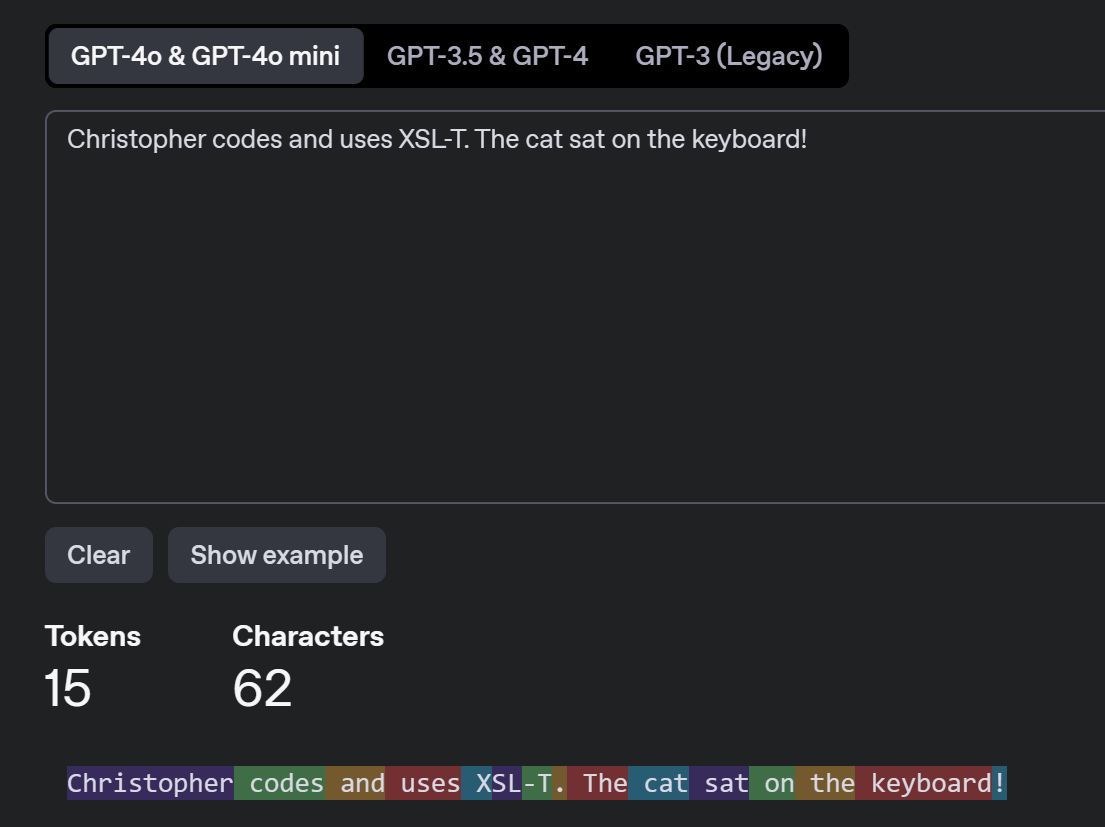 GPT-4o & GPT-4o mini GPT-3.5 & GPT-4 GPT-3 (Legacy)
Christopher codes and uses XSL-T. The cat sat on the keyboard!
Clear Show example
Tokens Characters
15 62
Christopher codes and uses XSL-T. The cat sat on the keyboard!